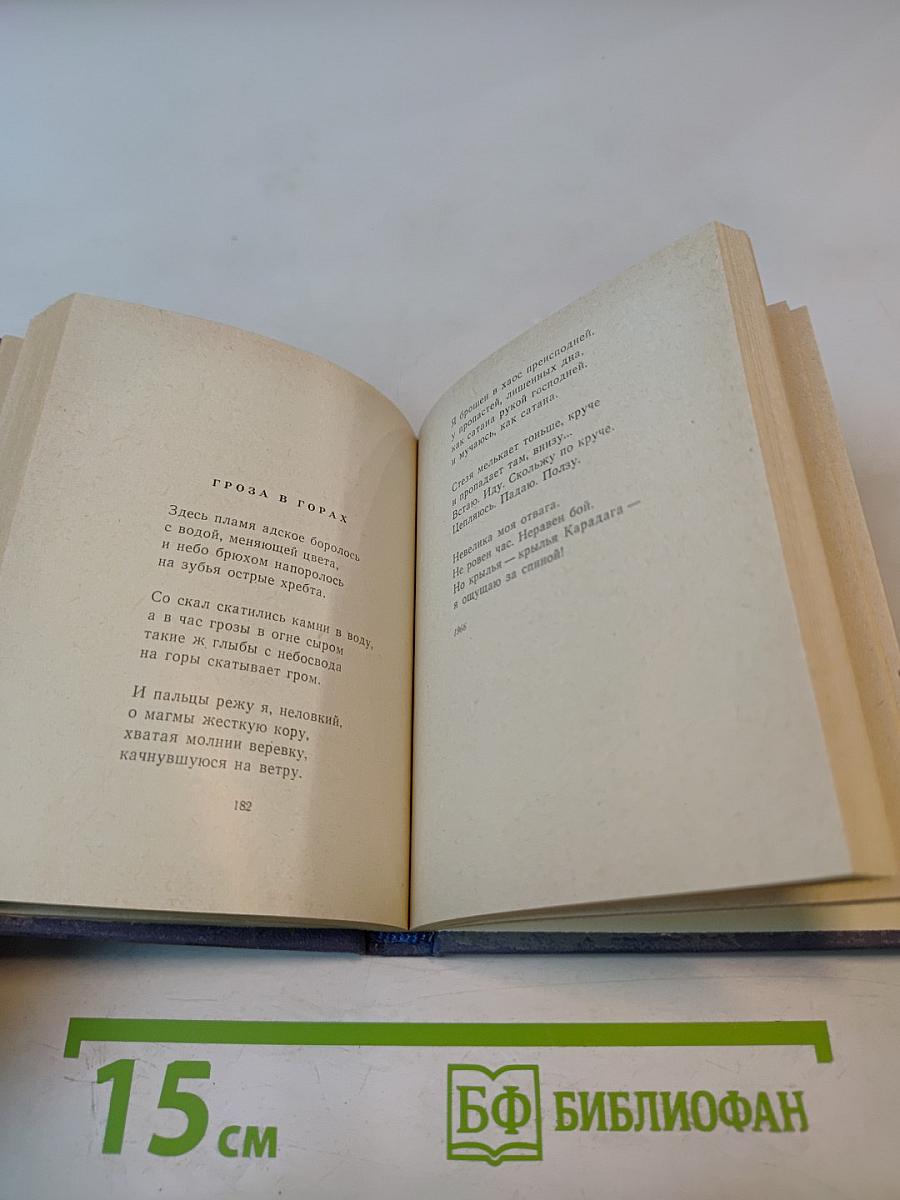 ГРОЗА В ГОРАХ
Здесь пламя адское боролось
с водой, меняющей цвета,
и небо брюхом напоролось
на зубья острые хребта.
Со скал скатились камни в воду,
а в час грозы в огне сыром
такие ж глыбы с небосвода
на горы скатывает гром.
И пальцы режу я, неловкий,
о магмы жесткую кору,
хватая молнии веревку,
качнувшуюся на ветру.
182
Я брошен в хаос преисподней,
у пропастей, лишенных дна,
как сатана рукой господней.
и мучаюсь, как сатана.
Стезя мелькает тоньше, круче
и пропадает там, внизу...
Встаю. Иду. Скольжу по круче.
Цепляюсь. Падаю. Ползу.
Невелика моя отвага.
Не ровен час. Неравен бой.
Но крылья — крылья Карадага —
я ощущаю за спиной!
1966
15 см
БФ БИБЛИОФАН